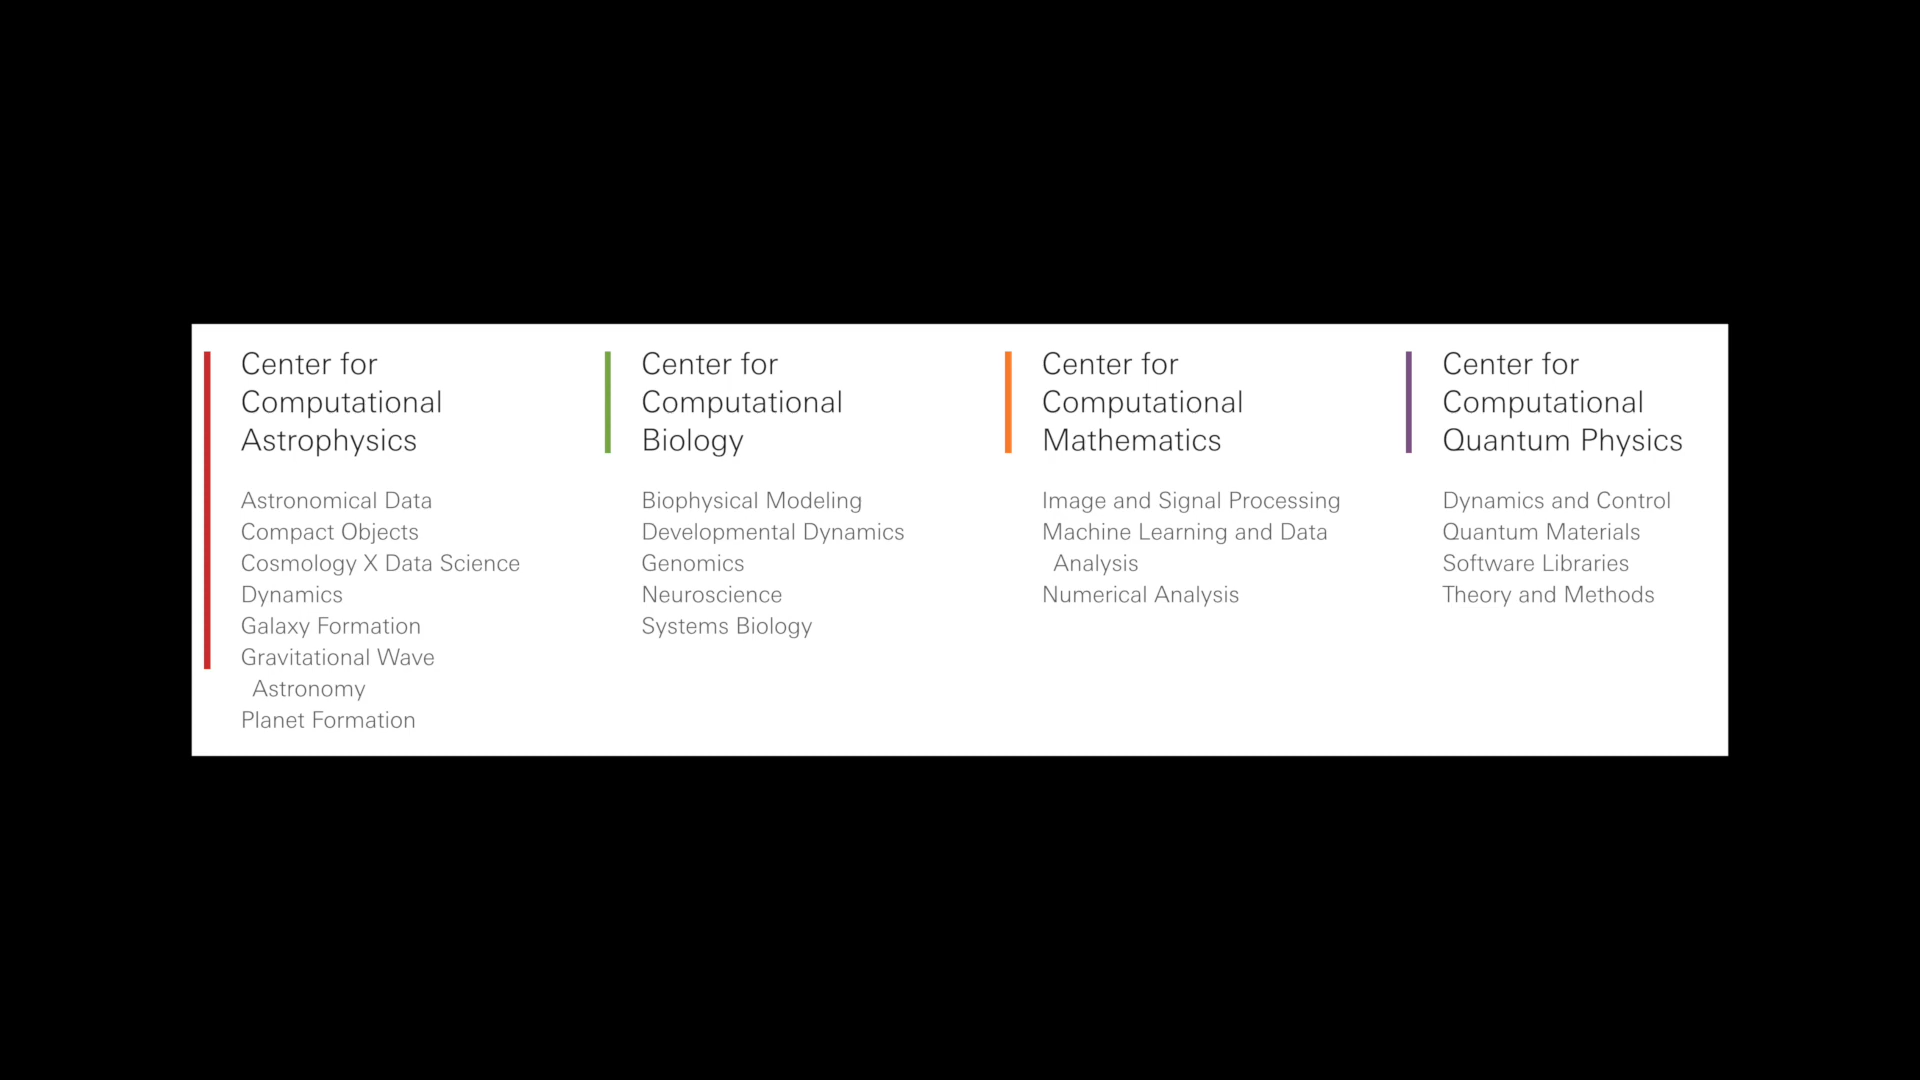 Center for
Computational
Astrophysics
Astronomical Data
Compact Objects
Cosmology X Data Science
Dynamics
Galaxy Formation
Gravitational Wave
Astronomy
Planet Formation
Center for
Computational
Biology
Biophysical Modeling
Developmental Dynamics
Genomics
Neuroscience
Systems Biology
Center for
Computational
Mathematics
Image and Signal Processing
Machine Learning and Data
Analysis
Numerical Analysis
Center for
Computational
Quantum Physics
Dynamics and Control
Quantum Materials
Software Libraries
Theory and Methods